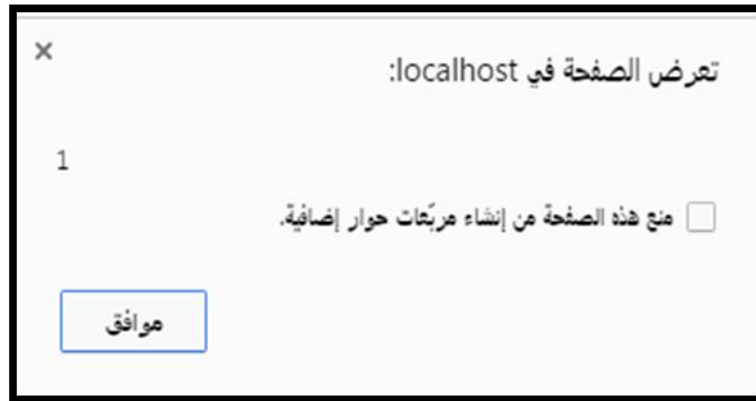 تعرض الصفحة في localhost:
1
منع هذه الصفحة من إنشاء مربّعات حوار إضافية.
موافق